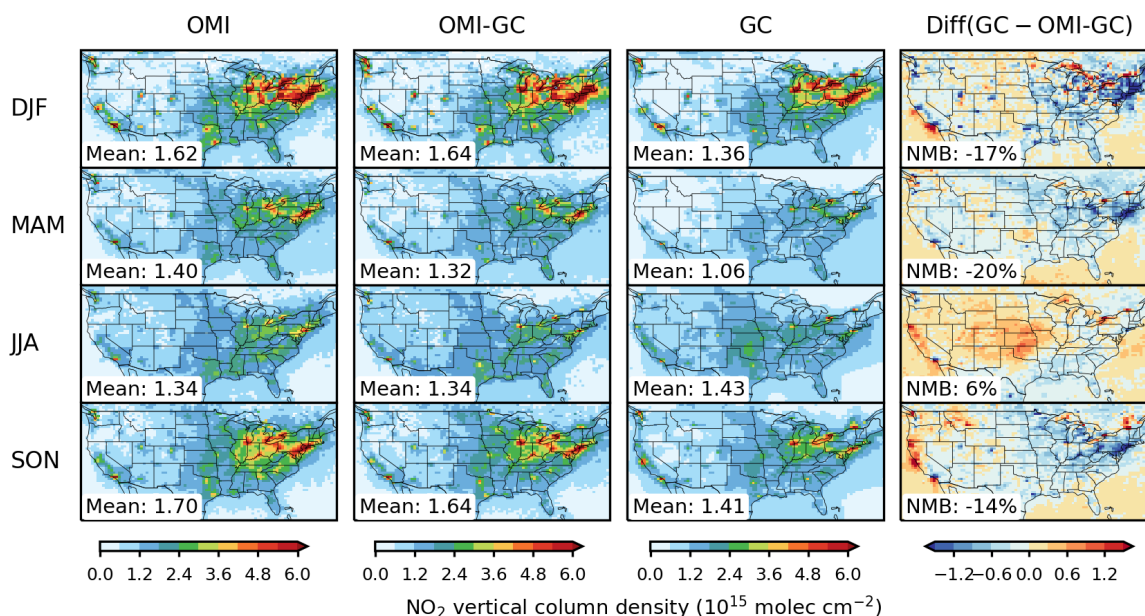 OMI OMI-GC GC Diff(GC − OMI-GC)
DJF
Mean: 1.62 Mean: 1.64 Mean: 1.36 NMB: -17%
MAM
Mean: 1.40 Mean: 1.32 Mean: 1.06 NMB: -20%
JJA
Mean: 1.34 Mean: 1.34 Mean: 1.43 NMB: 6%
SON
Mean: 1.70 Mean: 1.64 Mean: 1.41 NMB: -14%
0.0 1.2 2.4 3.6 4.8 6.0 0.0 1.2 2.4 3.6 4.8 6.0 0.0 1.2 2.4 3.6 4.8 6.0 −1.2 −0.6 0.0 0.6 1.2
NO₂ vertical column density (10¹⁵ molec cm⁻²)